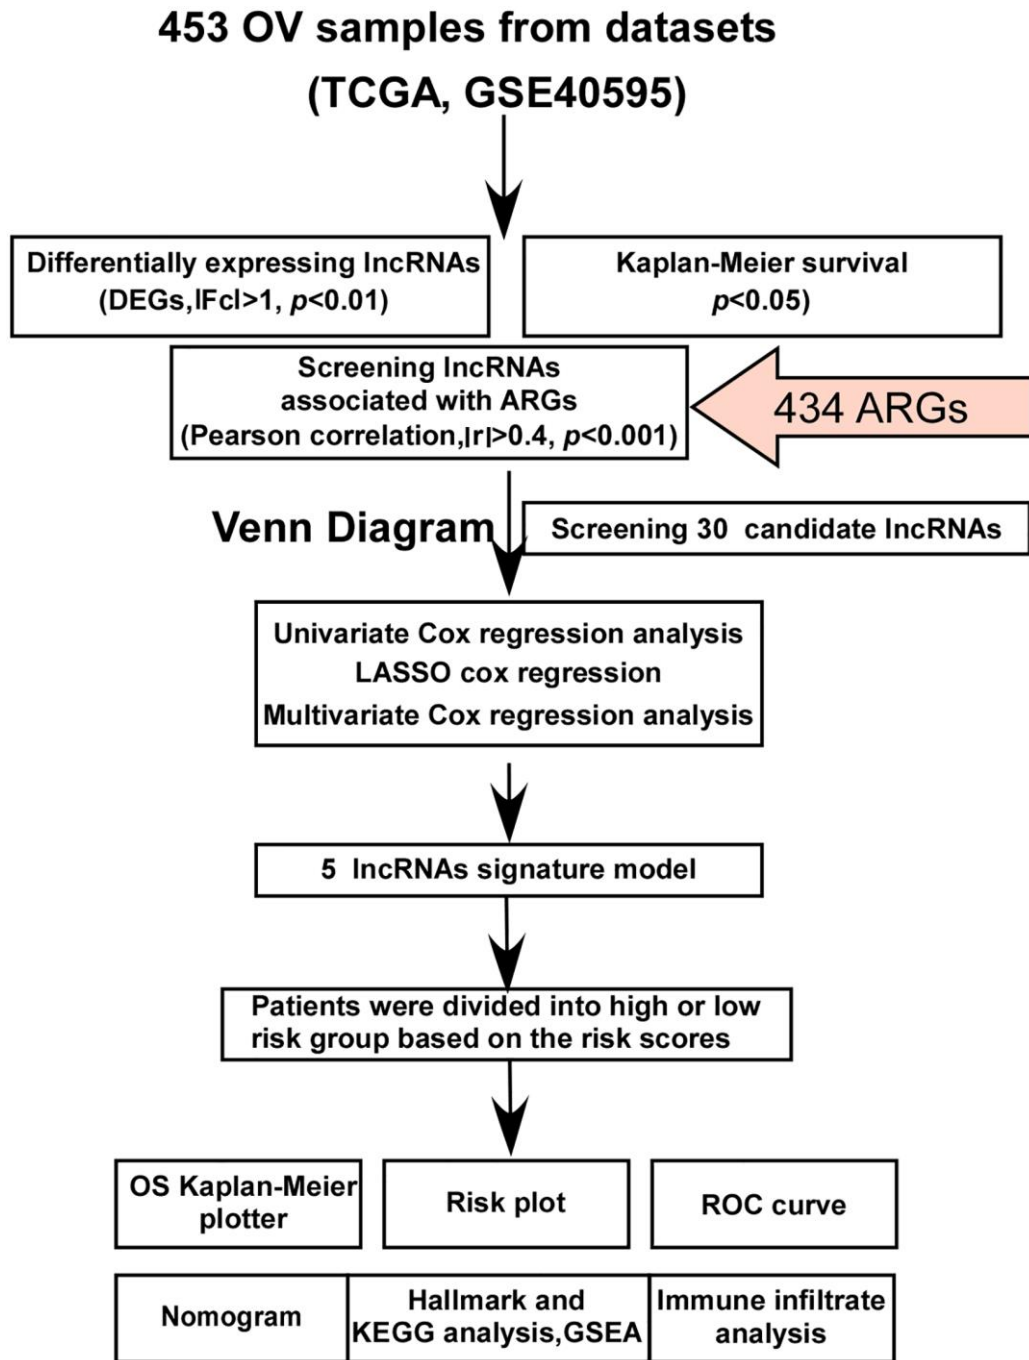 453 OV samples from datasets
(TCGA, GSE40595)
Differentially expressing lncRNAs
(DEGs,|Fc|>1, p<0.01)
Kaplan-Meier survival
p<0.05)
Screening lncRNAs
associated with ARGs
(Pearson correlation,|r|>0.4, p<0.001)
434 ARGs
Venn Diagram
Screening 30 candidate lncRNAs
Univariate Cox regression analysis
LASSO cox regression
Multivariate Cox regression analysis
5 lncRNAs signature model
Patients were divided into high or low
risk group based on the risk scores
OS Kaplan-Meier
plotter
Risk plot
ROC curve
Nomogram
Hallmark and
KEGG analysis,GSEA
Immune infiltrate
analysis